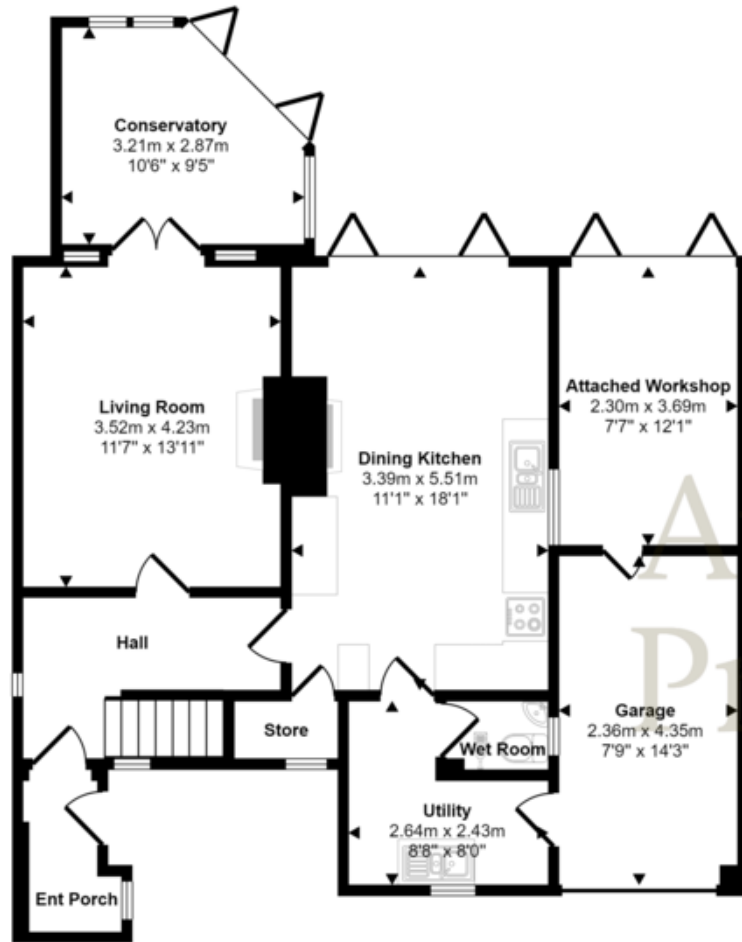 Conservatory
3.21m x 2.87m
10'6" x 9'5"
Living Room
3.52m x 4.23m
11'7" x 13'11"
Dining Kitchen
3.39m x 5.51m
11'1" x 18'1"
Attached Workshop
2.30m x 3.69m
7'7" x 12'1"
Hall
Store
Wet Room
Garage
2.36m x 4.35m
7'9" x 14'3"
Utility
2.64m x 2.43m
8'8" x 8'0"
Ent Porch